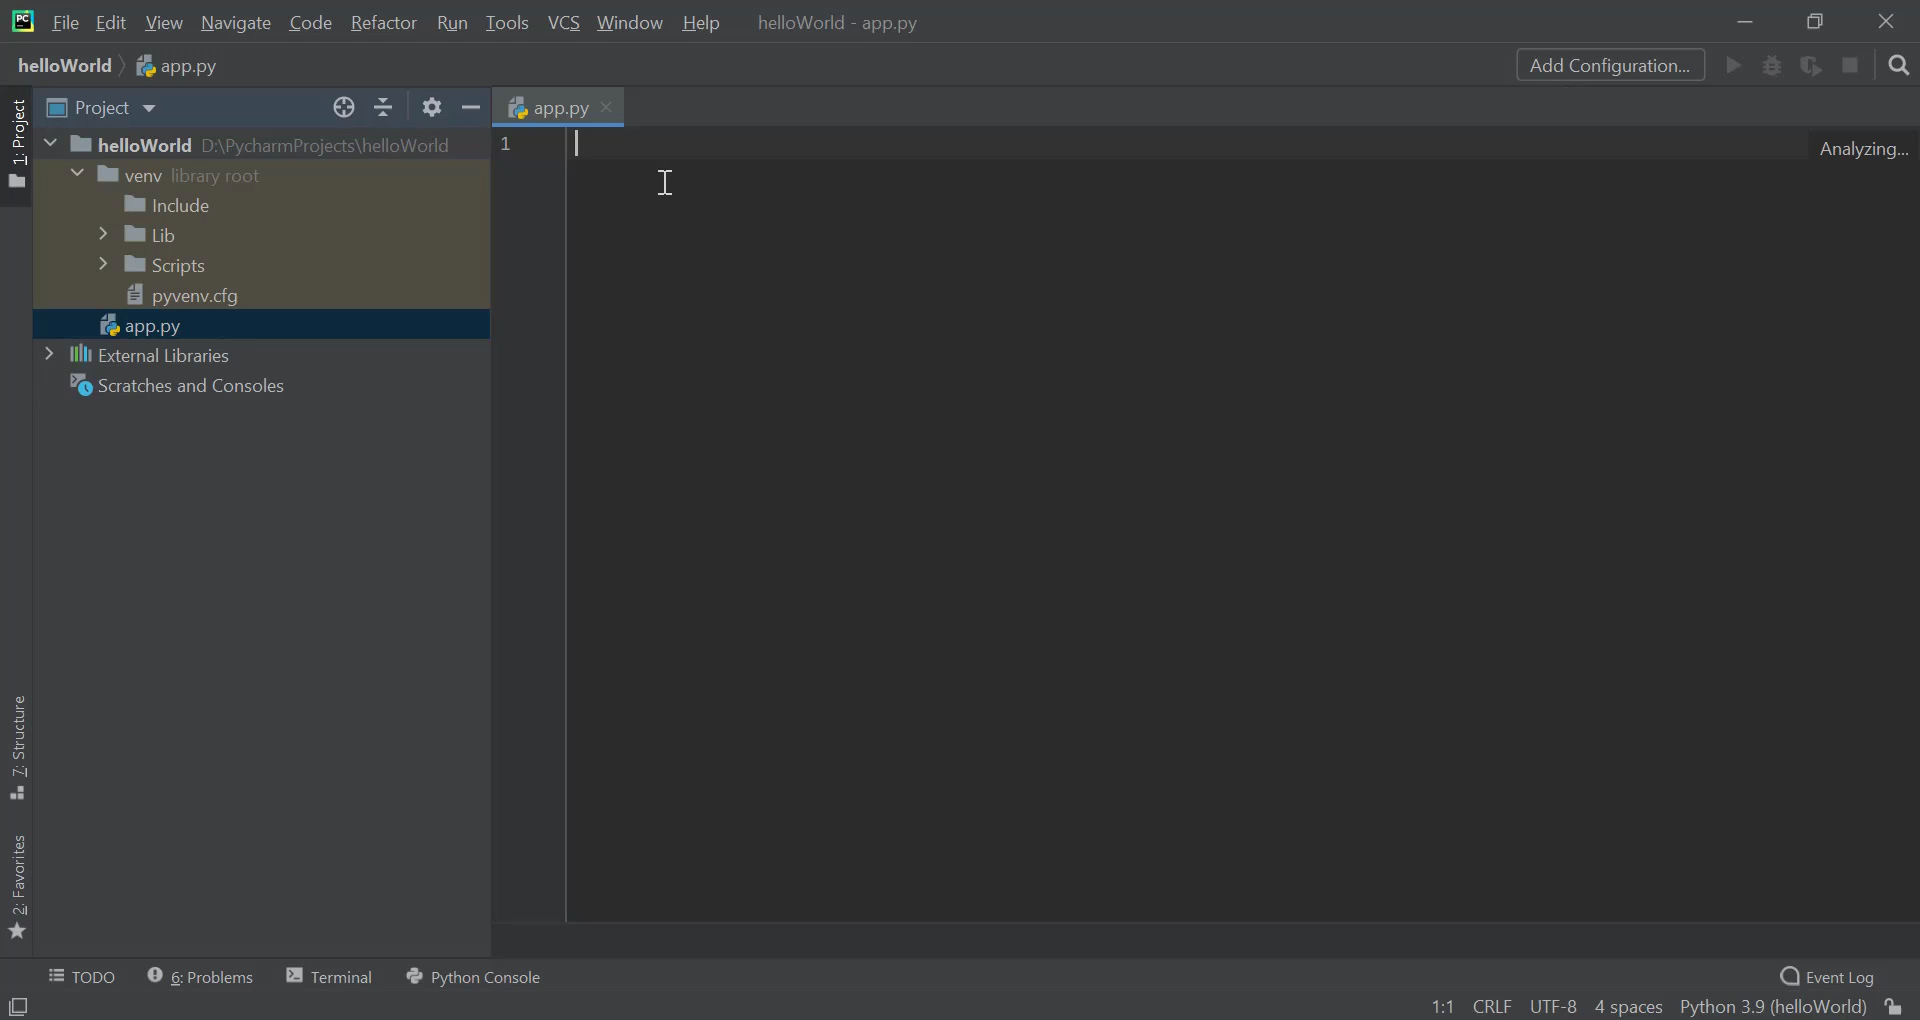 PC File Edit View Navigate Code Refactor Run Tools VCS Window Help helloWorld - app.py
helloWorld app.py Add Configuration...
1: Project
Project
app.py
helloWorld D:\PycharmProjects\helloWorld
venv library root
Include
Lib
Scripts
pyvenv.cfg
app.py
External Libraries
Scratches and Consoles
1
Analyzing...
7: Structure
2: Favorites
TODO 6: Problems Terminal Python Console Event Log
1:1 CRLF UTF-8 4 spaces Python 3.9 (helloWorld)